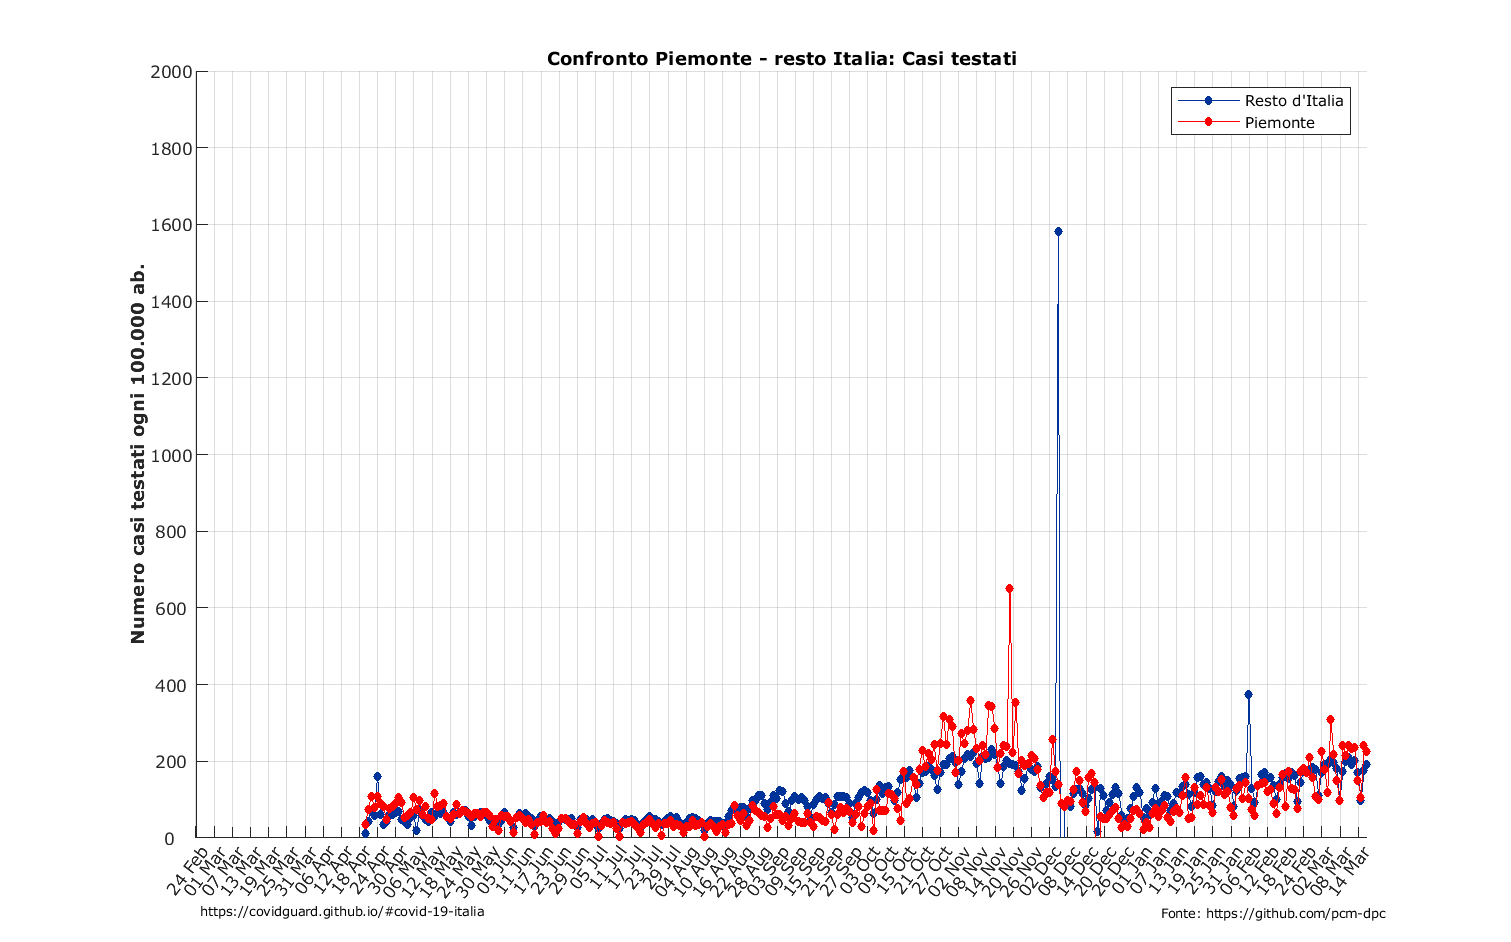 Confronto Piemonte - resto Italia: Casi testati
Resto d'Italia
Piemonte
Numero casi testati ogni 100.000 ab.
2000
1800
1600
1400
1200
1000
800
600
400
200
0
24 Feb
01 Mar
07 Mar
13 Mar
19 Mar
25 Mar
31 Mar
06 Apr
12 Apr
18 Apr
24 Apr
30 Apr
06 May
12 May
18 May
24 May
30 May
05 Jun
11 Jun
17 Jun
23 Jun
29 Jun
05 Jul
11 Jul
17 Jul
23 Jul
29 Jul
04 Aug
10 Aug
16 Aug
22 Aug
28 Aug
03 Sep
09 Sep
15 Sep
21 Sep
27 Sep
03 Oct
09 Oct
15 Oct
21 Oct
27 Oct
02 Nov
08 Nov
14 Nov
20 Nov
26 Nov
02 Dec
08 Dec
14 Dec
20 Dec
26 Dec
01 Jan
07 Jan
13 Jan
19 Jan
25 Jan
31 Jan
06 Feb
12 Feb
18 Feb
24 Feb
02 Mar
08 Mar
14 Mar
https://covidguard.github.io/#covid-19-italia
Fonte: https://github.com/pcm-dpc